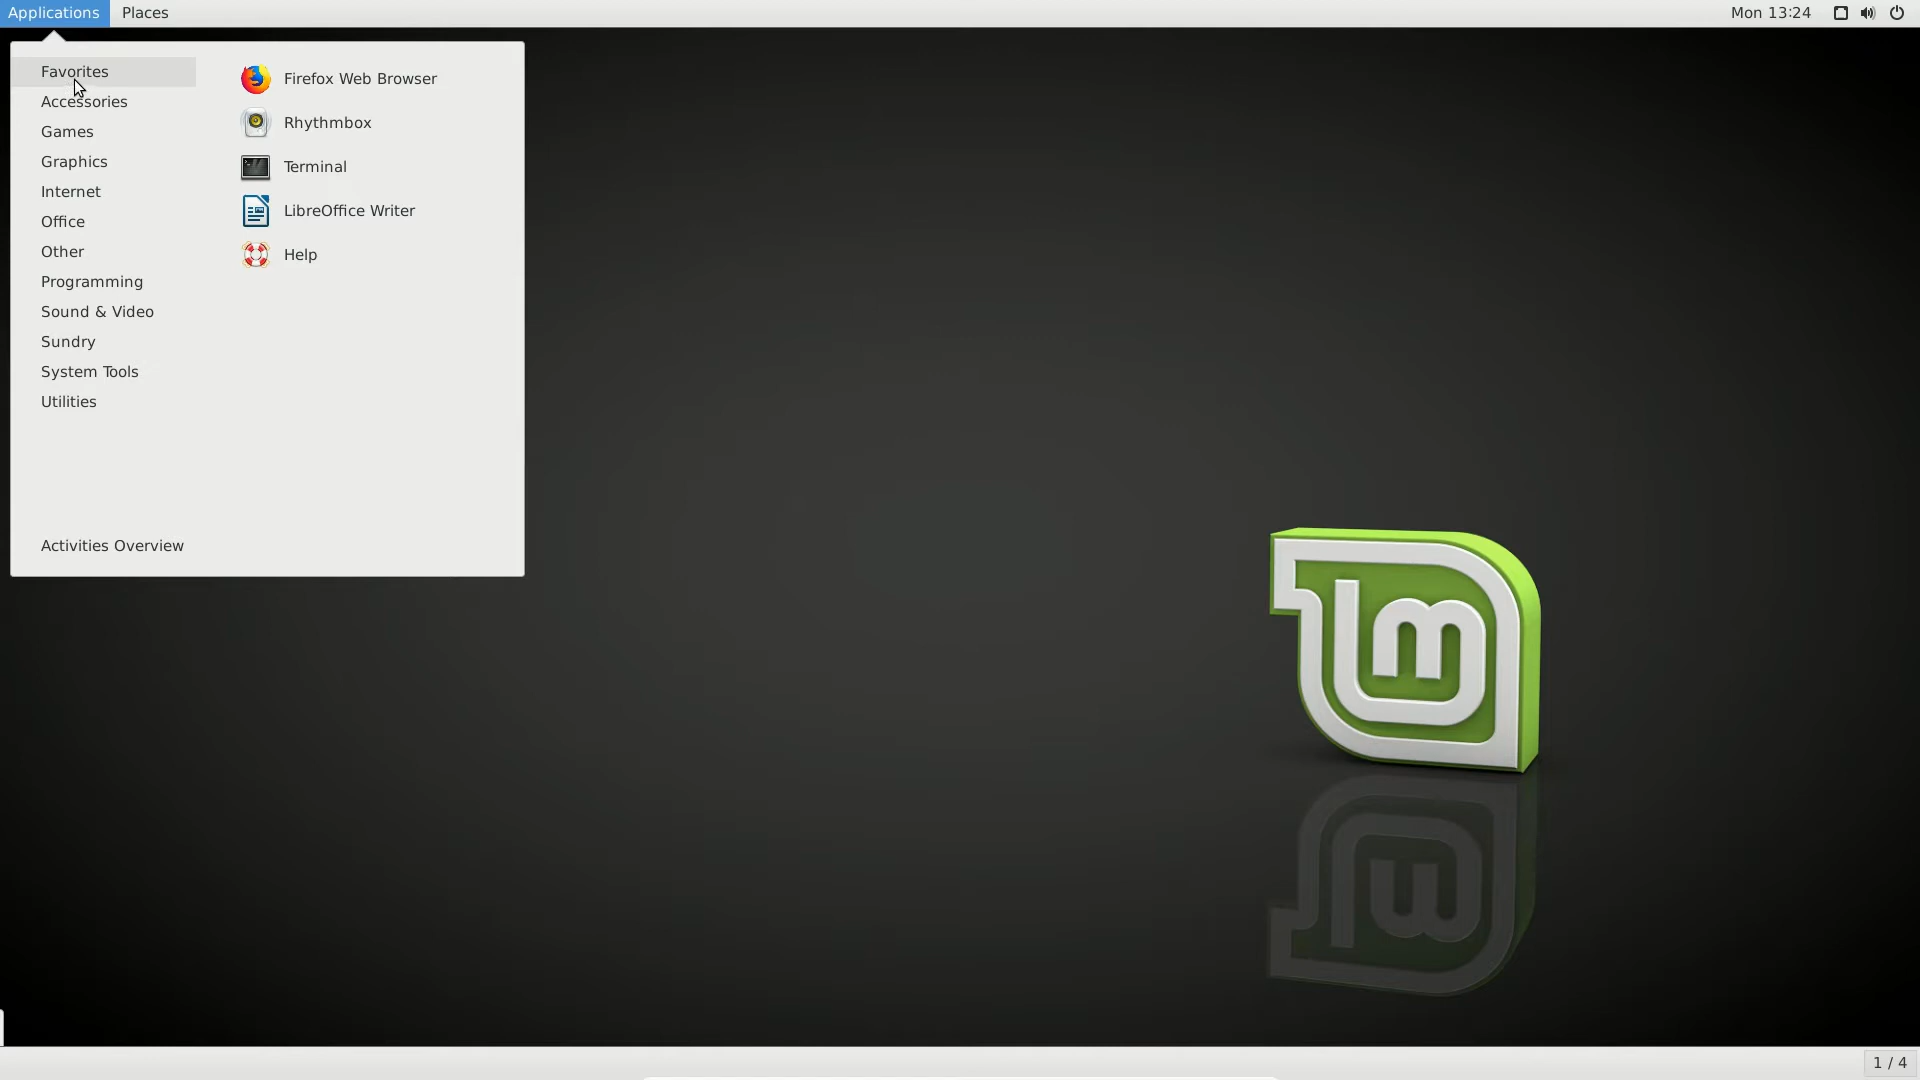 Applications Places Mon 13:24
Favorites
Accessories
Games
Graphics
Internet
Office
Other
Programming
Sound & Video
Sundry
System Tools
Utilities
Activities Overview
Firefox Web Browser
Rhythmbox
Terminal
LibreOffice Writer
Help
lm
1 / 4